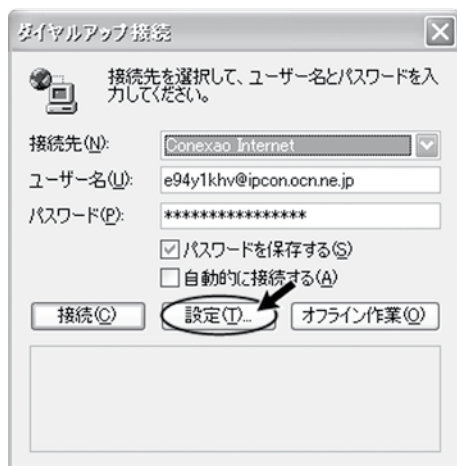 ダイヤルアップ接続
接続先を選択して、ユーザー名とパスワードを入
力してください。
接続先(N): Conexao Internet
ユーザー名(U): e94y1khv@ipcon.ocn.ne.jp
パスワード(P): ****************
パスワードを保存する(S)
自動的に接続する(A)
接続(C) 設定(T)... オフライン作業(O)